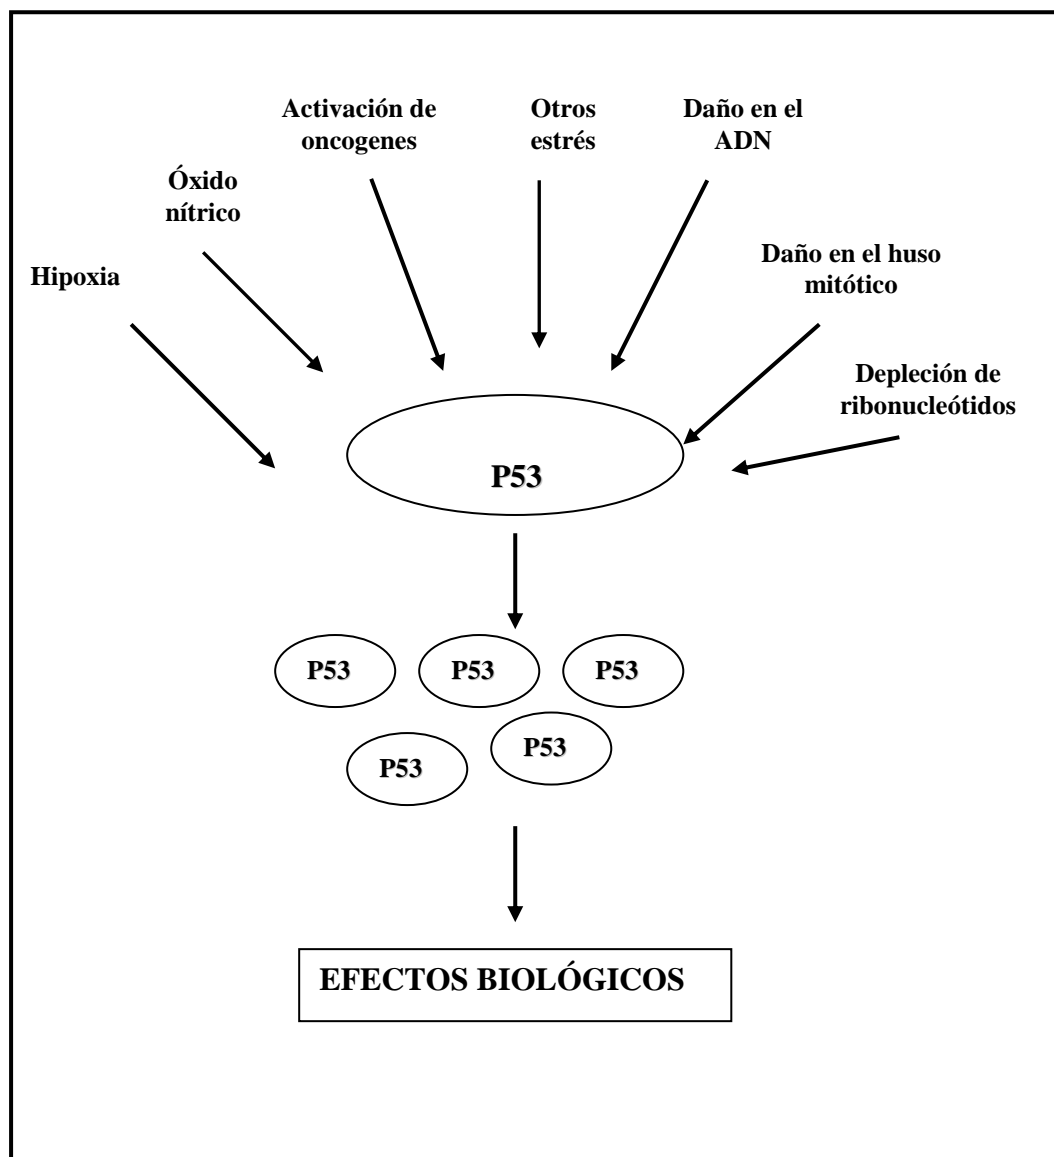 Activación de
oncogenes
Otros
estrés
Daño en el
ADN
Óxido
nítrico
Hipoxia
Daño en el huso
mitótico
Depleción de
ribonucleótidos
P53
P53
P53
P53
P53
P53
EFECTOS BIOLÓGICOS